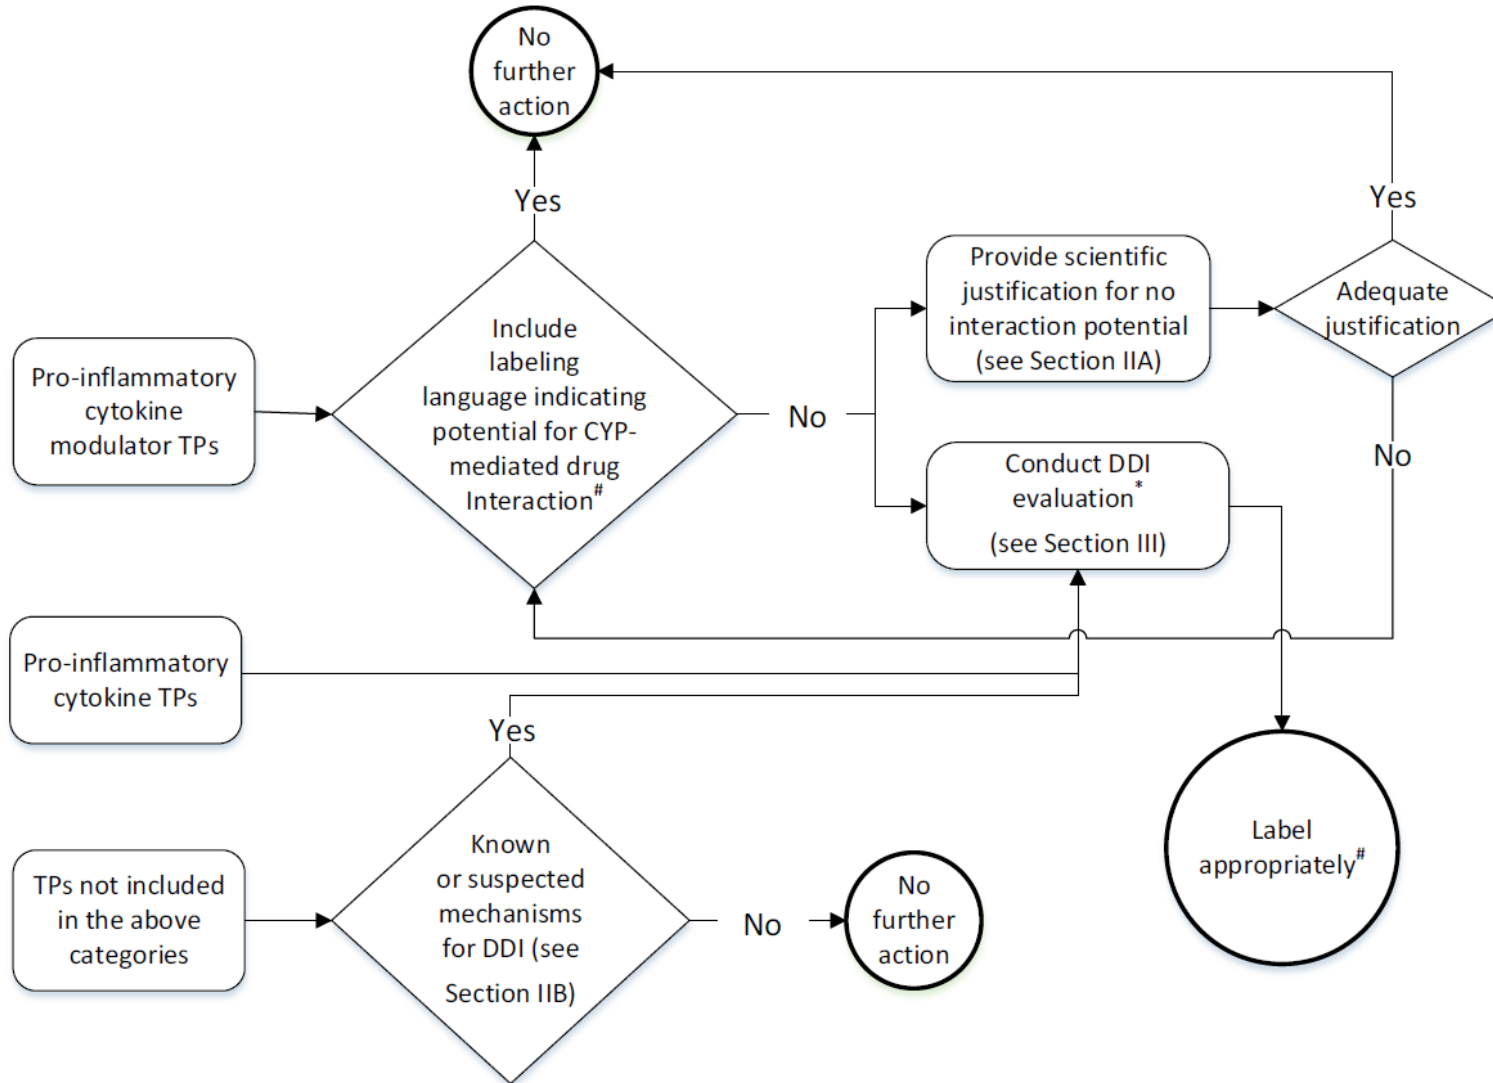 No
further
action
Yes
Yes
Provide scientific
justification for no
interaction potential
(see Section IIA)
Adequate
justification
Include
labeling
language indicating
potential for CYP-
mediated drug
Interaction#
Pro-inflammatory
cytokine
modulator TPs
No
No
Conduct DDI
evaluation*
(see Section III)
Pro-inflammatory
cytokine TPs
Yes
Label
appropriately#
Known
or suspected
mechanisms
for DDI (see
Section IIB)
TPs not included
in the above
categories
No
No
further
action